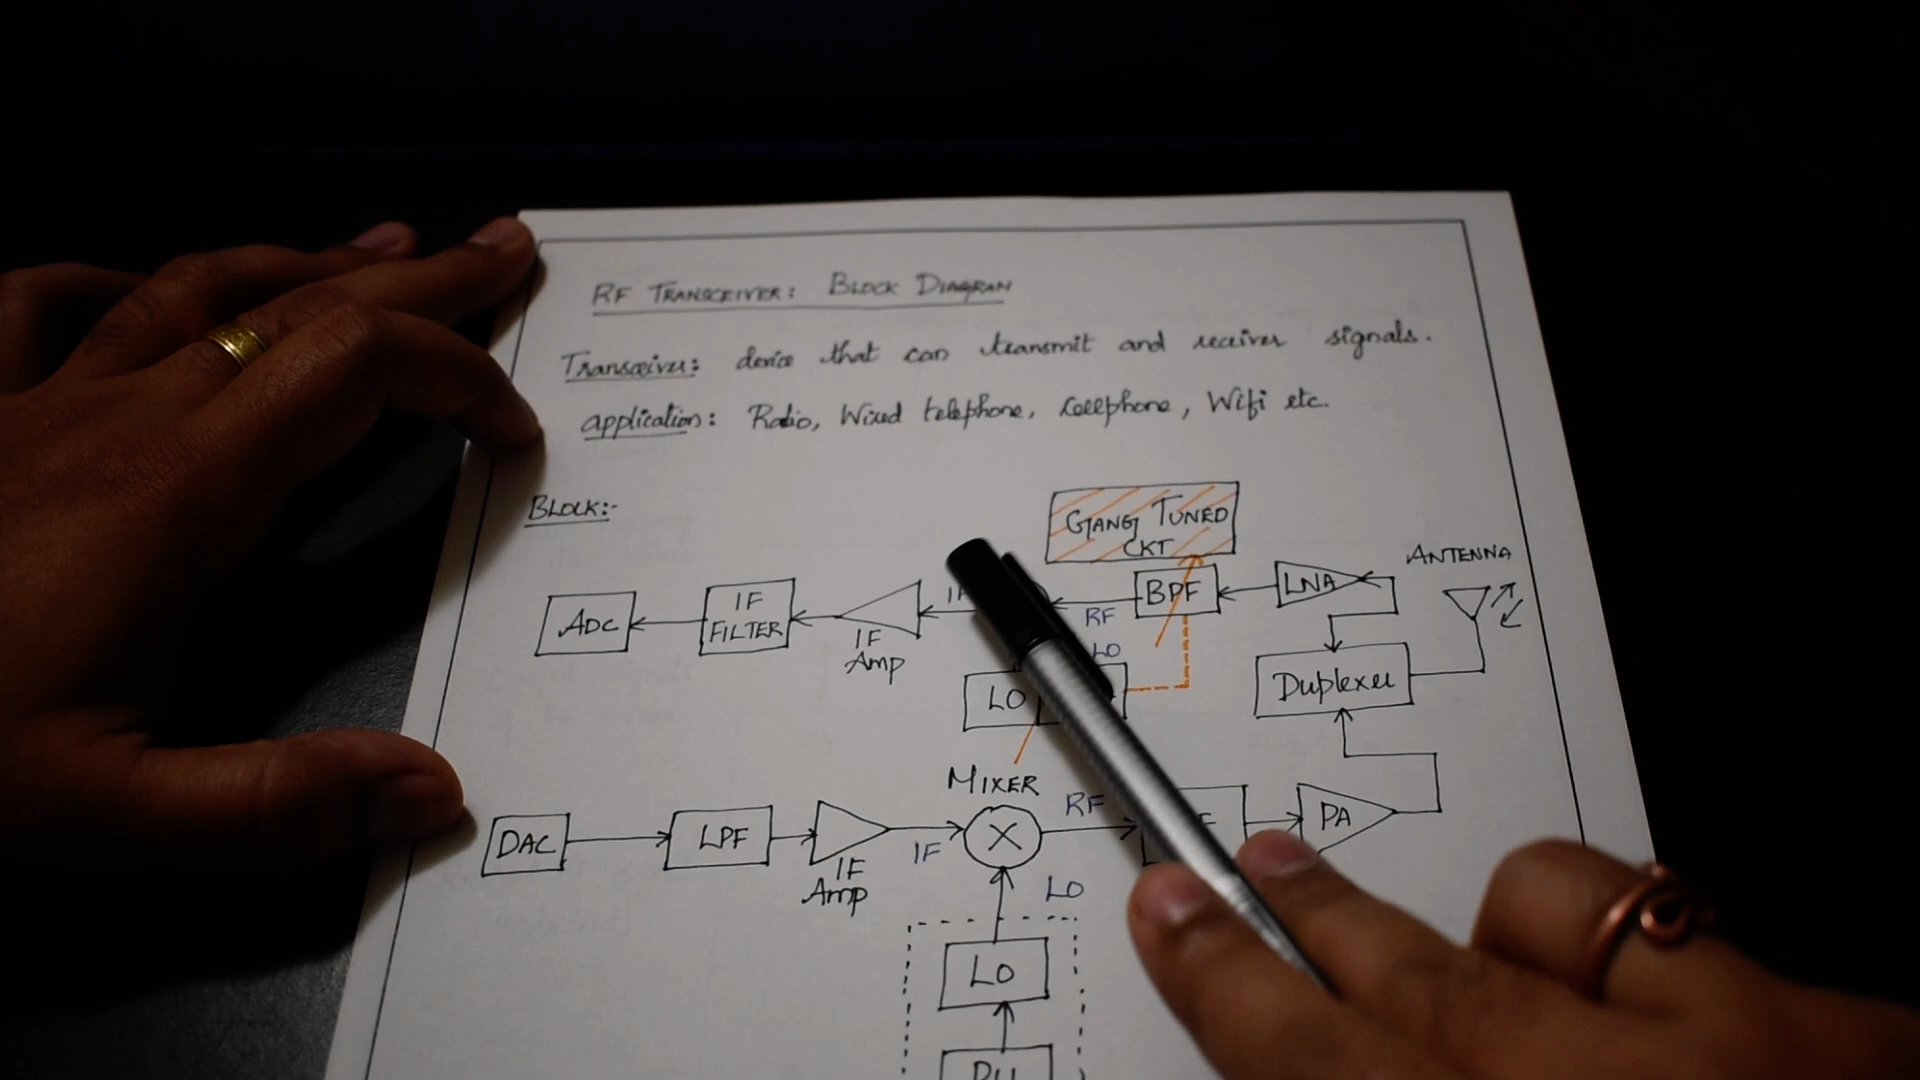 RF TRANSCEIVER: BLOCK DIAGRAN
Transceiver: device that can transmit and receiver signals.
application: Radio, Wired telephone, Cellphone, Wifi etc.
BLOCK:-
GANG TUNED
CKT
ANTENNA
ADC
IF
FILTER
IF
Amp
IF
RF
BPF
LNA
LO
LO
Duplexer
MIXER
DAC
LPF
IF
Amp
IF
X
RF
PA
LO
LO